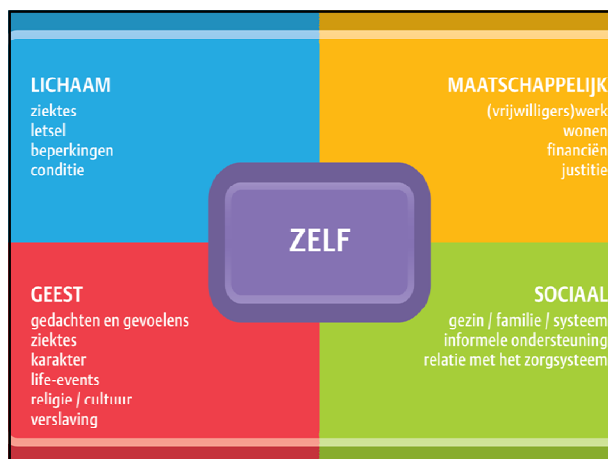 LICHAAM
ziektes
letsel
beperkingen
conditie
MAATSCHAPPELIJK
(vrijwilligers)werk
wonen
financiën
justitie
ZELF
GEEST
gedachten en gevoelens
ziektes
karakter
life-events
religie / cultuur
verslaving
SOCIAAL
gezin / familie / systeem
informele ondersteuning
relatie met het zorgsysteem